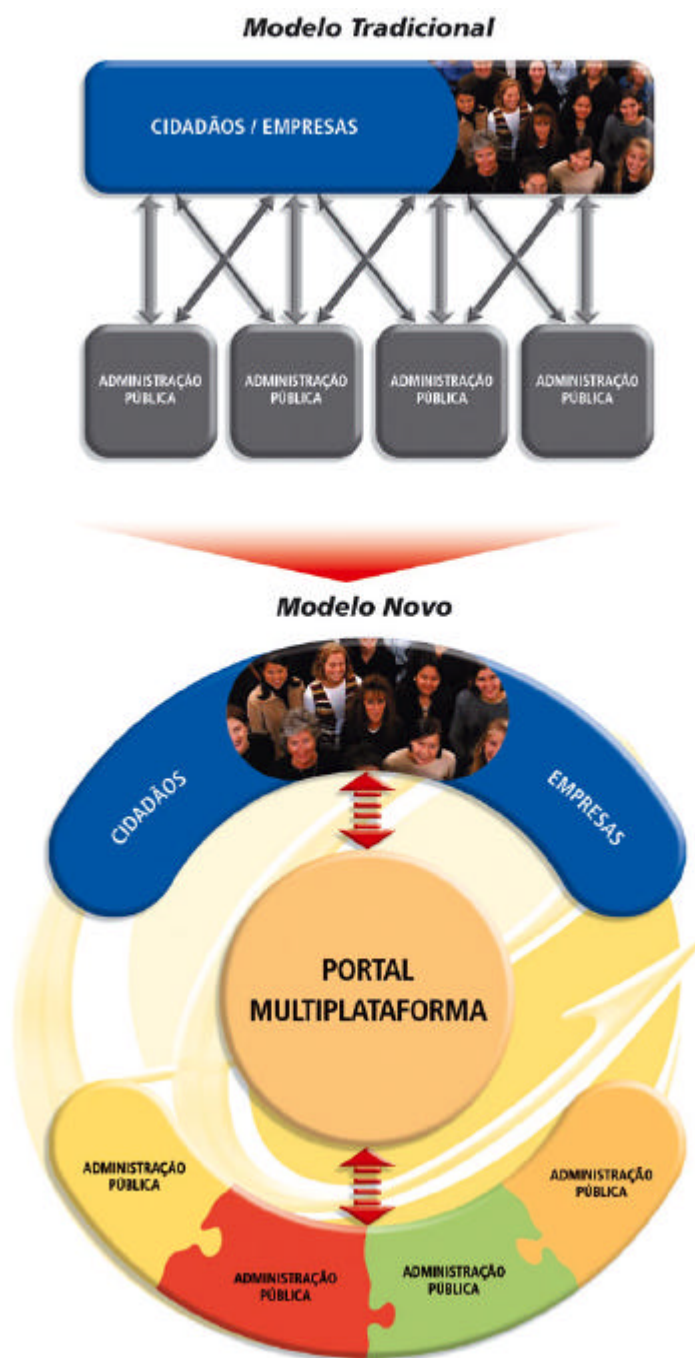 Modelo Tradicional
CIDADÃOS / EMPRESAS
ADMINISTRAÇÃO
PÚBLICA
ADMINISTRAÇÃO
PÚBLICA
ADMINISTRAÇÃO
PÚBLICA
ADMINISTRAÇÃO
PÚBLICA
Modelo Novo
CIDADÃOS
EMPRESAS
PORTAL
MULTIPLATAFORMA
ADMINISTRAÇÃO
PÚBLICA
ADMINISTRAÇÃO
PÚBLICA
ADMINISTRAÇÃO
PÚBLICA
ADMINISTRAÇÃO
PÚBLICA